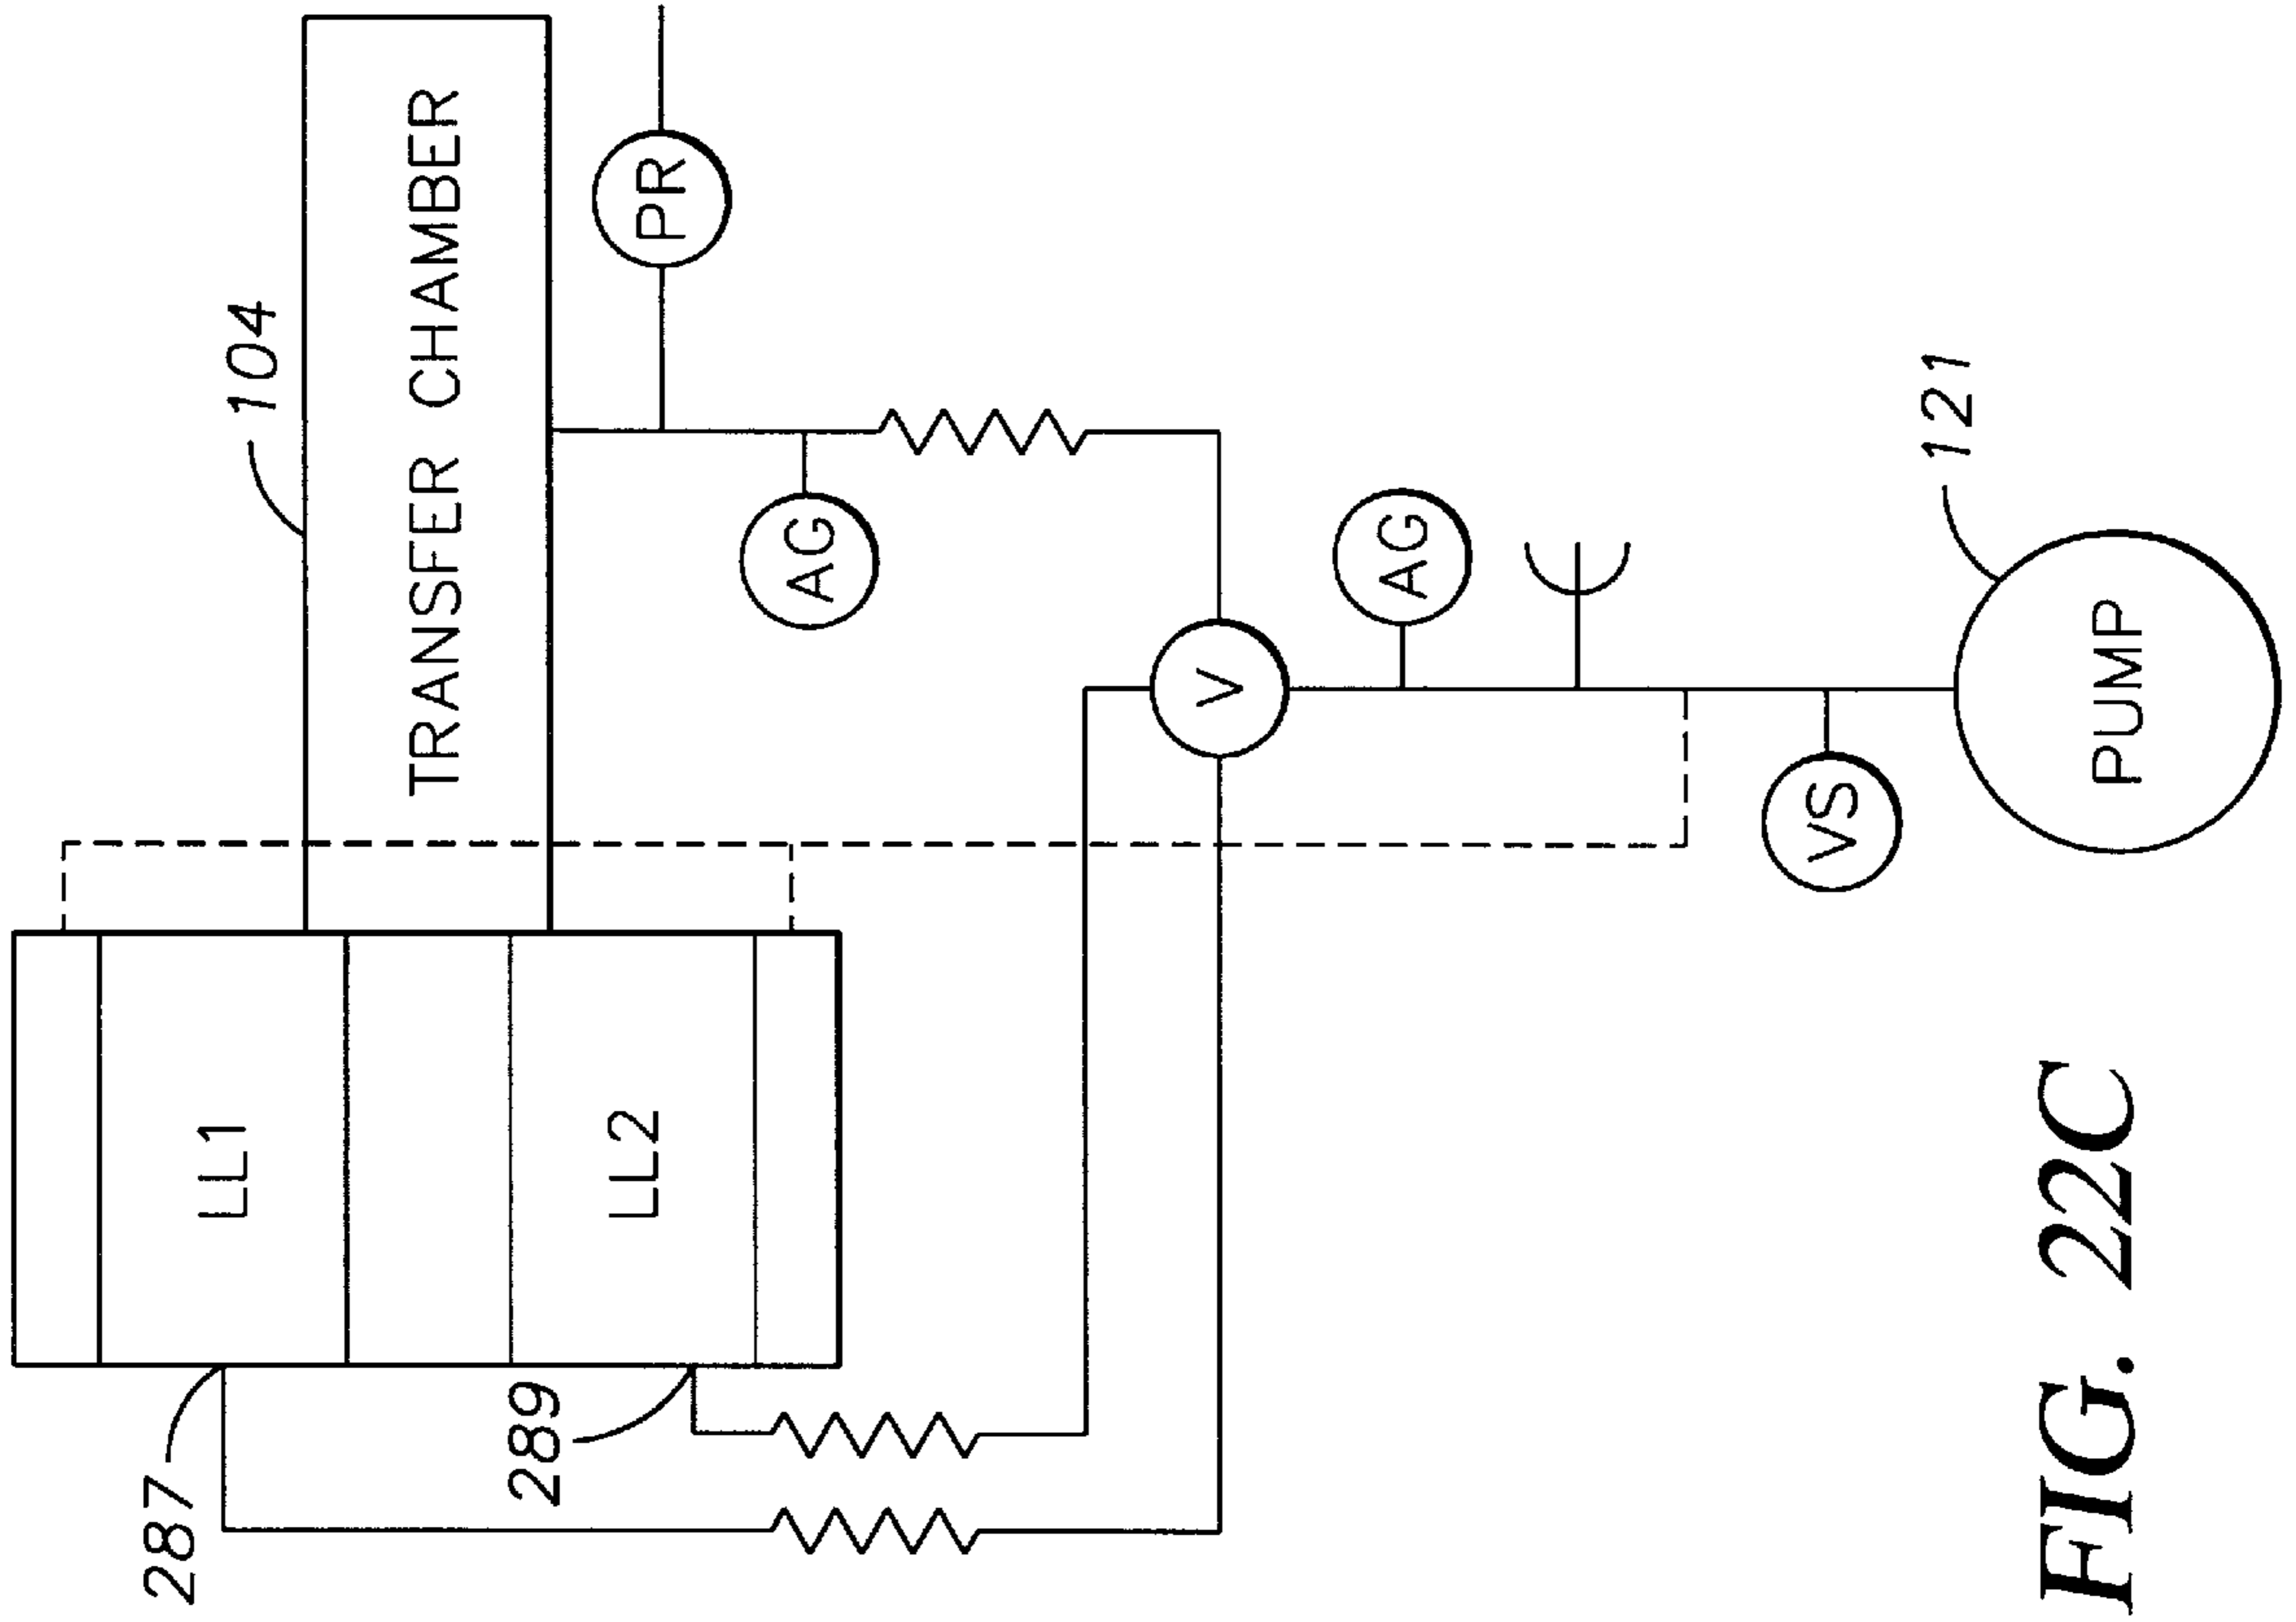 287
LL1
104
TRANSFER CHAMBER
289
LL2
PR
AG
V
AG
VS
121
PUMP
FIG. 22C